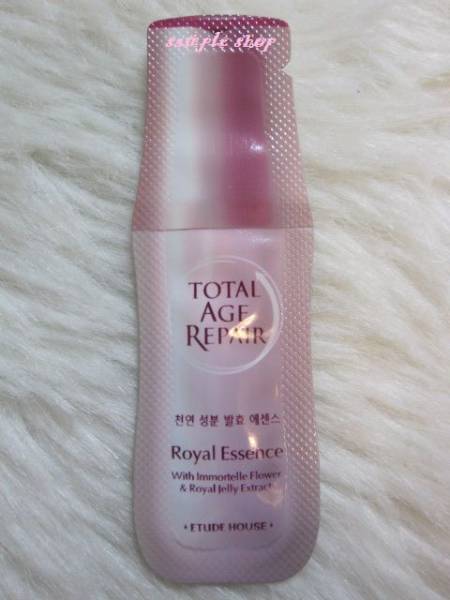 sample shop
TOTAL
AGE
REPAIR
천연 성분 발효 에센스
Royal Essence
With Immortelle Flower
& Royal Jelly Extract
• ETUDE HOUSE •